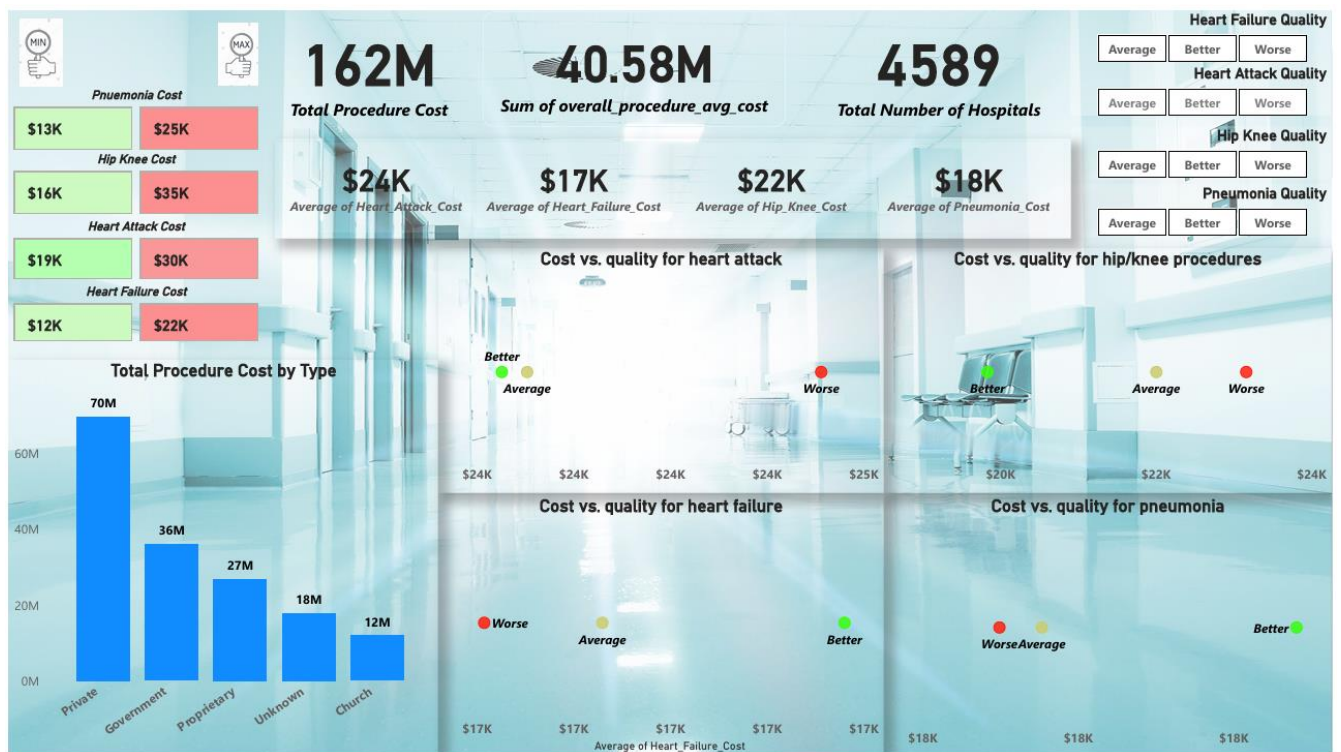 MIN
MAX
Pnuemonia Cost
$13K
$25K
Hip Knee Cost
$16K
$35K
Heart Attack Cost
$19K
$30K
Heart Failure Cost
$12K
$22K
162M
Total Procedure Cost
40.58M
Sum of overall_procedure_avg_cost
4589
Total Number of Hospitals
$24K
Average of Heart_Attack_Cost
$17K
Average of Heart_Failure_Cost
$22K
Average of Hip_Knee_Cost
$18K
Average of Pneumonia_Cost
Heart Failure Quality
Average Better Worse
Heart Attack Quality
Average Better Worse
Hip Knee Quality
Average Better Worse
Pneumonia Quality
Average Better Worse
Total Procedure Cost by Type
70M
36M
27M
18M
12M
60M
40M
20M
0M
Private
Government
Proprietary
Unknown
Church
Cost vs. quality for heart attack
Better
Average
Worse
$24K $24K $24K $24K $25K
Cost vs. quality for hip/knee procedures
Better
Average
Worse
$20K $22K $24K
Cost vs. quality for heart failure
Worse
Average
Better
$17K $17K $17K $17K $17K
Average of Heart_Failure_Cost
Cost vs. quality for pneumonia
Worse
Average
Better
$18K $18K $18K